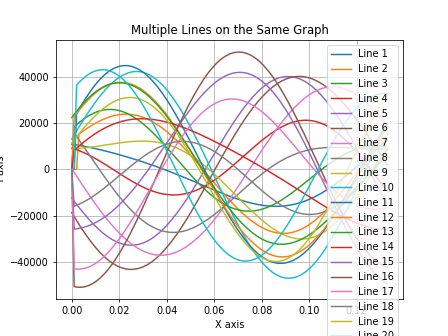 Multiple Lines on the Same Graph
40000
20000
0
−20000
−40000
0.00 0.02 0.04 0.06 0.08 0.10
X axis
Line 1
Line 2
Line 3
Line 4
Line 5
Line 6
Line 7
Line 8
Line 9
Line 10
Line 11
Line 12
Line 13
Line 14
Line 15
Line 16
Line 17
Line 18
Line 19
Line 20